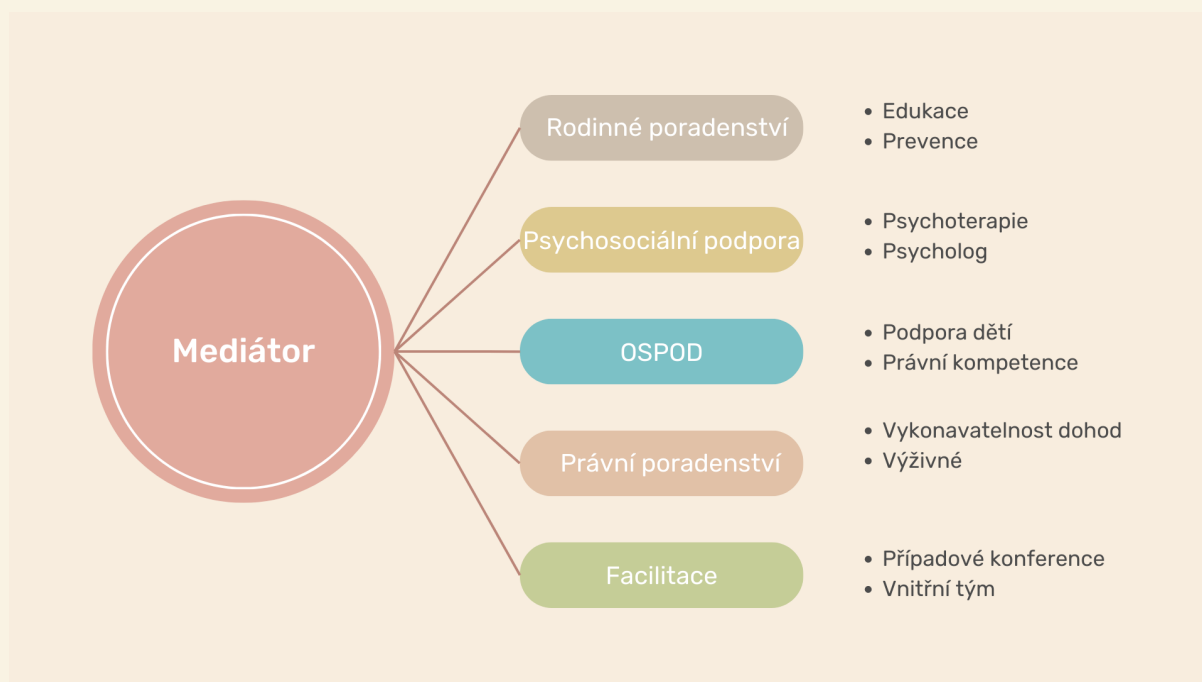 Mediátor
Rodinné poradenství
• Edukace
• Prevence
Psychosociální podpora
• Psychoterapie
• Psycholog
OSPOD
• Podpora dětí
• Právní kompetence
Právní poradenství
• Vykonavatelnost dohod
• Výživné
Facilitace
• Případové konference
• Vnitřní tým